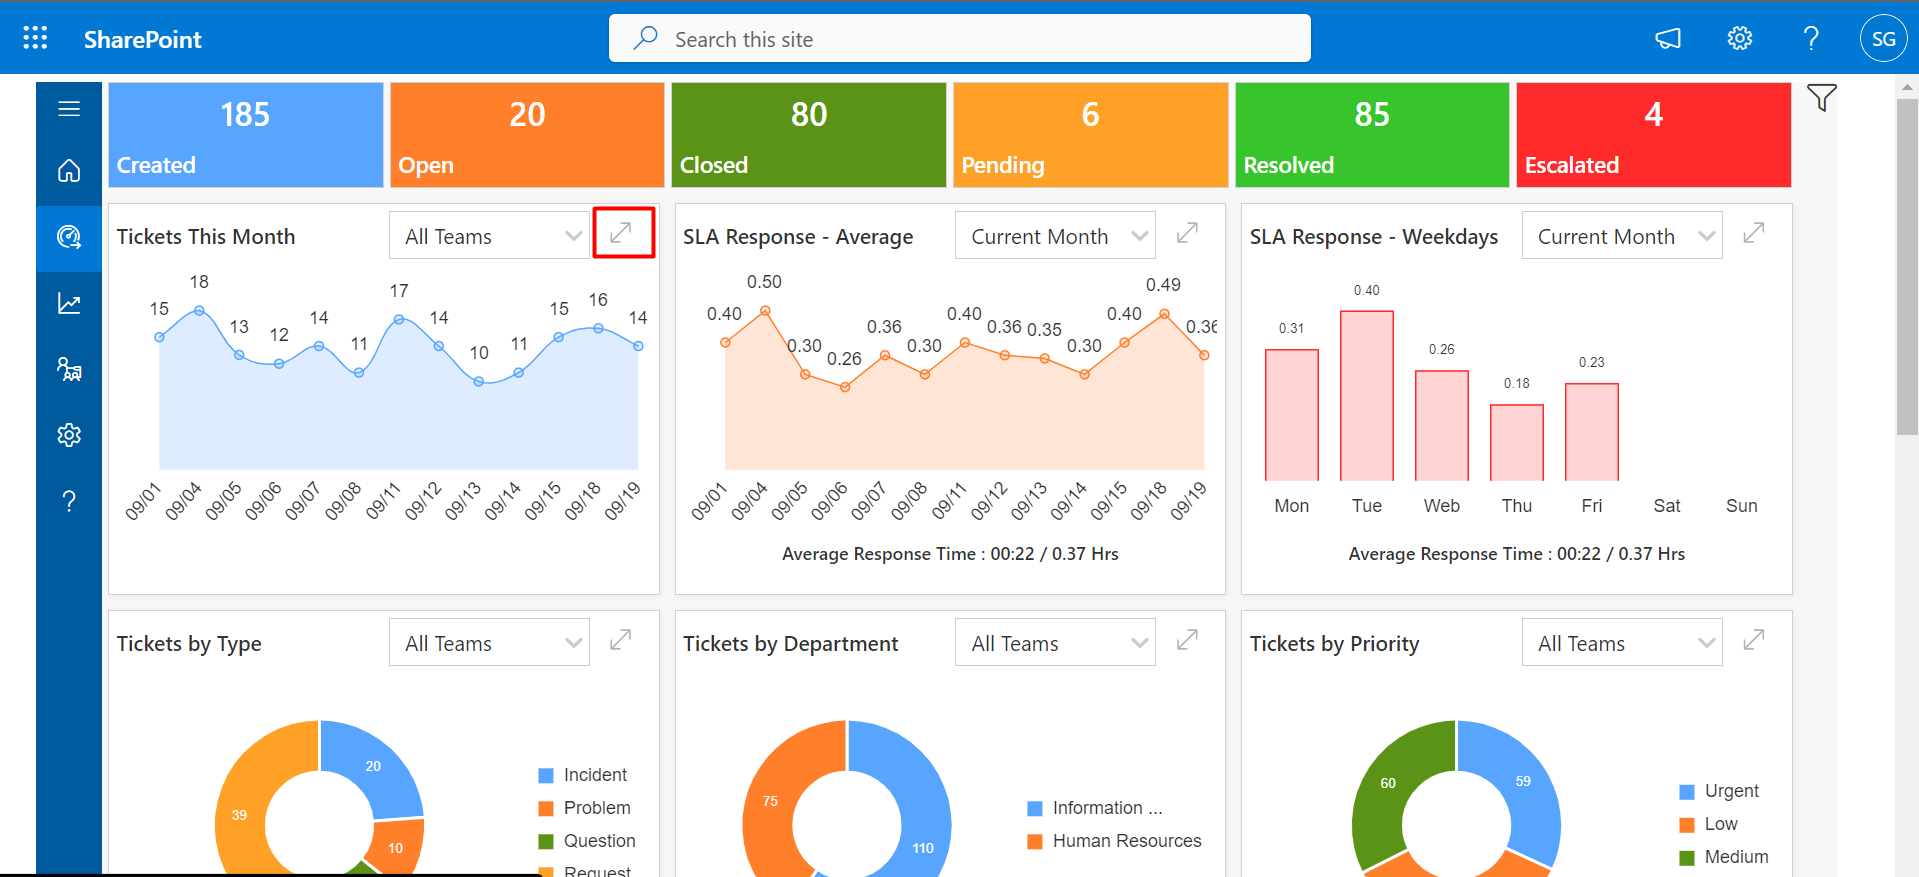 SharePoint
Search this site
SG
185
Created
20
Open
80
Closed
6
Pending
85
Resolved
4
Escalated
Tickets This Month
All Teams
18
15
13
12
14
11
17
14
10
11
15
16
14
09/01 09/04 09/05 09/06 09/07 09/08 09/11 09/12 09/13 09/14 09/15 09/18 09/19
SLA Response - Average
Current Month
0.40
0.50
0.30
0.26
0.36
0.30
0.40
0.36
0.35
0.30
0.40
0.49
0.36
09/01 09/04 09/05 09/06 09/07 09/08 09/11 09/12 09/13 09/14 09/15 09/18 09/19
Average Response Time : 00:22 / 0.37 Hrs
SLA Response - Weekdays
Current Month
0.31
0.40
0.26
0.18
0.23
Mon Tue Web Thu Fri Sat Sun
Average Response Time : 00:22 / 0.37 Hrs
Tickets by Type
All Teams
20
39
10
Incident
Problem
Question
Request
Tickets by Department
All Teams
75
110
Information ...
Human Resources
Tickets by Priority
All Teams
60
59
Urgent
Low
Medium